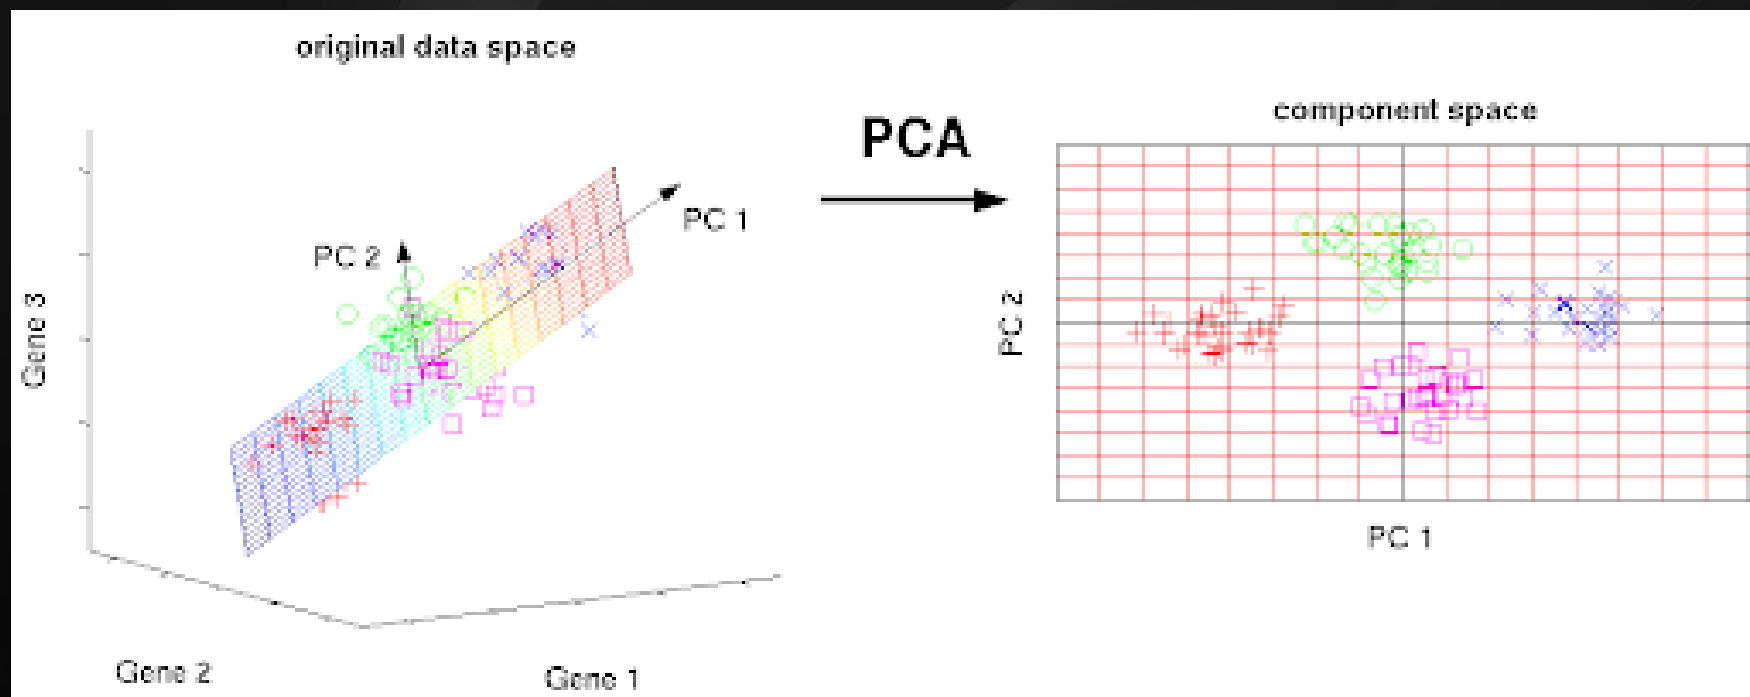 original data space
PC 1
PC 2
Gene 3
Gene 2
Gene 1
PCA
component space
PC 2
PC 1